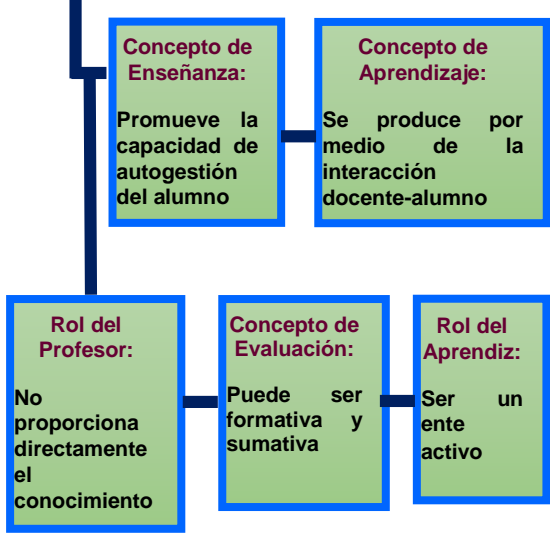 Concepto de
Enseñanza:
Promueve la
capacidad de
autogestión
del alumno
Concepto de
Aprendizaje:
Se produce por
medio de la
interacción
docente-alumno
Rol del
Profesor:
No
proporciona
directamente
el
conocimiento
Concepto de
Evaluación:
Puede ser
formativa y
sumativa
Rol del
Aprendiz:
Ser un
ente
activo